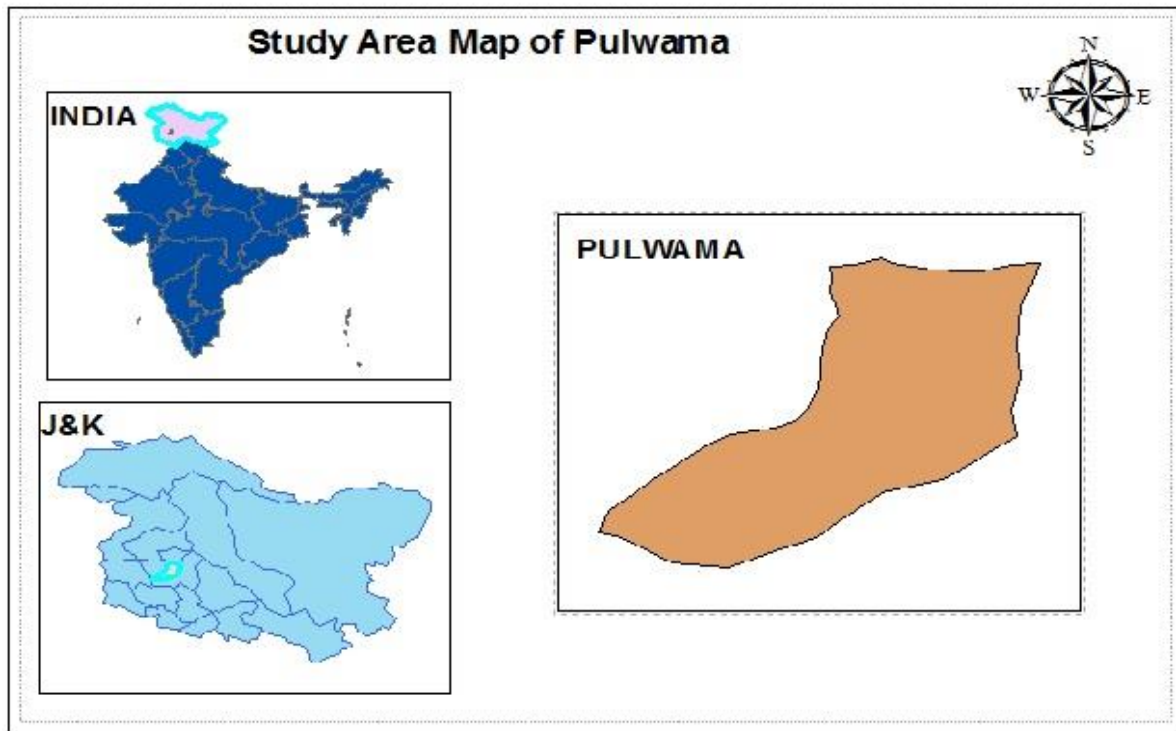 Study Area Map of Pulwama
N
W E
S
INDIA
PULWAMA
J&K